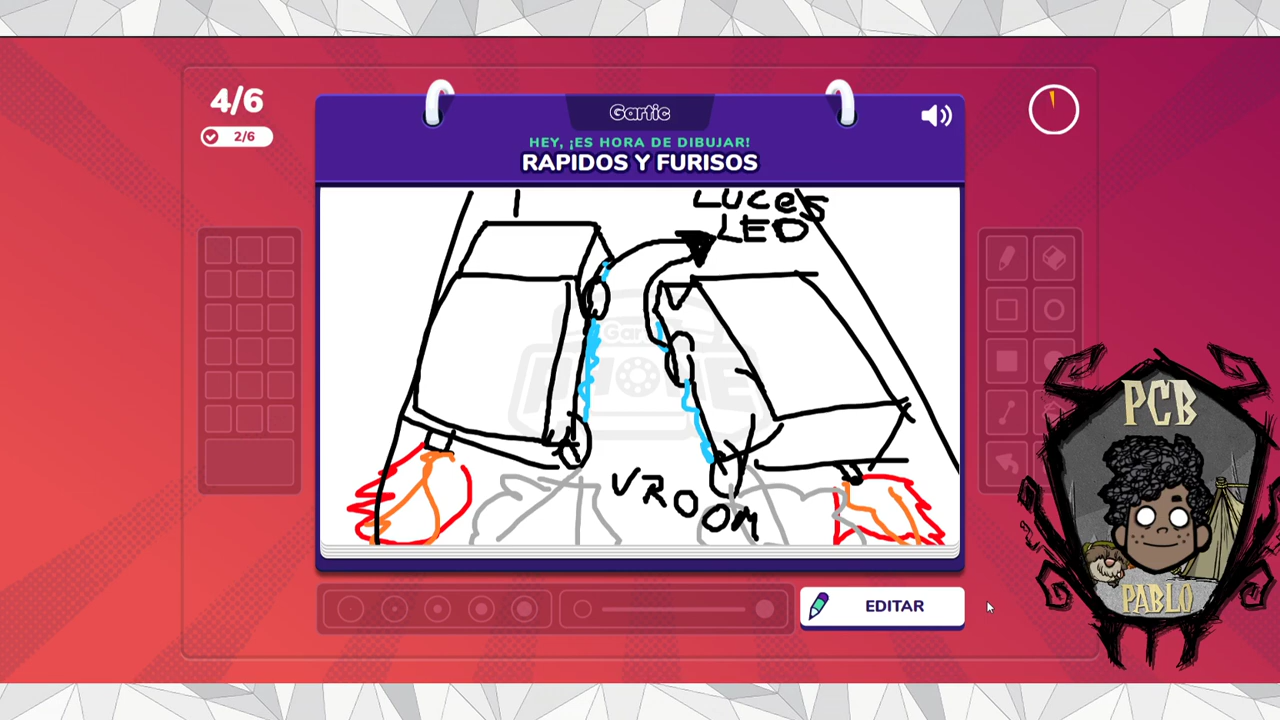 4/6
2/6
Gartic
HEY, ¡ES HORA DE DIBUJAR!
RAPIDOS Y FURISOS
LUCeS
LED
VROOM
EDITAR
PCB
PABLO